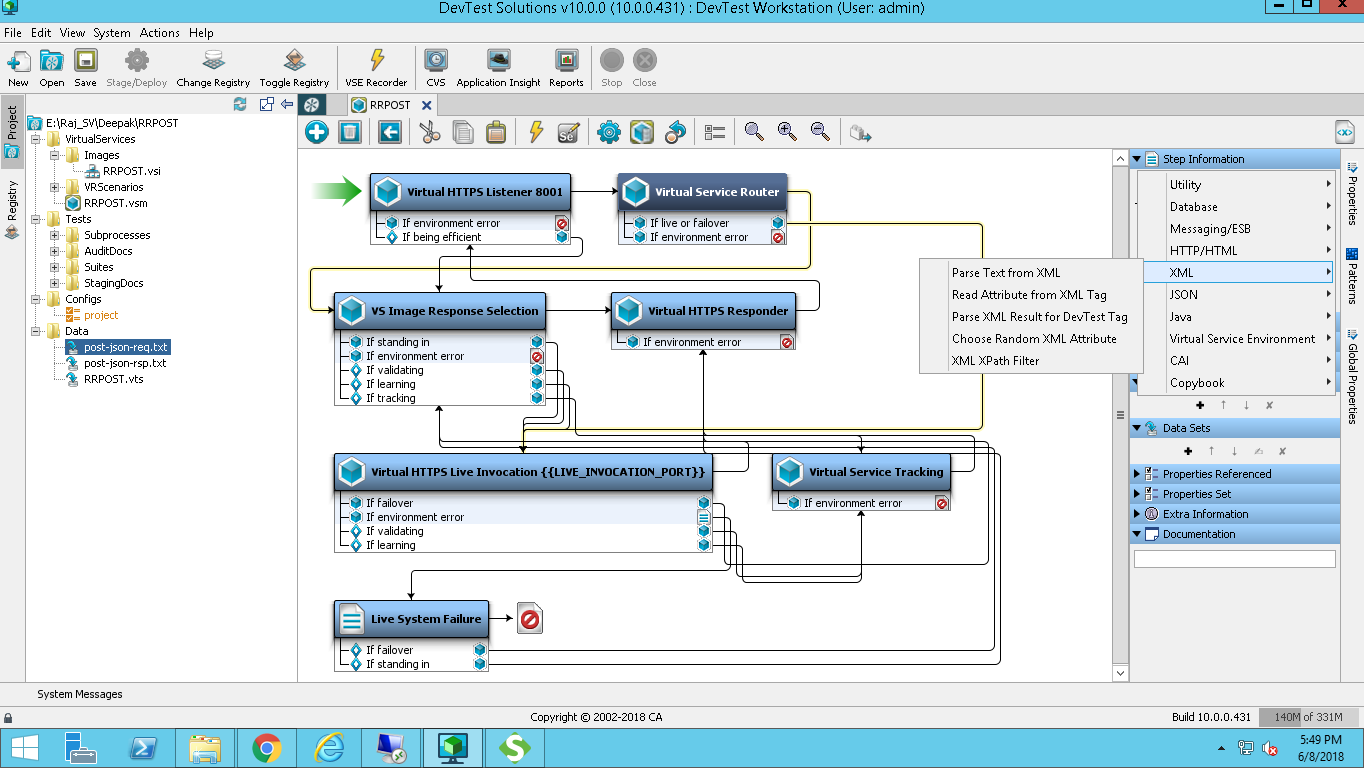 DevTest Solutions v10.0.0 (10.0.0.431) : DevTest Workstation (User: admin)
File Edit View System Actions Help
New Open Save Stage/Deploy Change Registry Toggle Registry VSE Recorder CVS Application Insight Reports Stop Close
Project
Registry
E:\Raj_SV\Deepak\RRPOST
VirtualServices
Images
RRPOST.vsi
VRScenarios
RRPOST.vsm
Tests
Subprocesses
AuditDocs
Suites
StagingDocs
Configs
project
Data
post-json-req.txt
post-json-rsp.txt
RRPOST.vts
RRPOST
Se
Virtual HTTPS Listener 8001
If environment error
If being efficient
Virtual Service Router
If live or failover
If environment error
VS Image Response Selection
If standing in
If environment error
If validating
If learning
If tracking
Virtual HTTPS Responder
If environment error
Virtual HTTPS Live Invocation {{LIVE_INVOCATION_PORT}}
If failover
If environment error
If validating
If learning
Virtual Service Tracking
If environment error
Live System Failure
If failover
If standing in
Step Information
Utility
Database
Messaging/ESB
HTTP/HTML
XML
JSON
Java
Virtual Service Environment
CAI
Copybook
Parse Text from XML
Read Attribute from XML Tag
Parse XML Result for DevTest Tag
Choose Random XML Attribute
XML XPath Filter
Data Sets
Properties Referenced
Properties Set
Extra Information
Documentation
Properties
Patterns
Global Properties
System Messages
Copyright © 2002-2018 CA
Build 10.0.0.431
140M of 331M
5:49 PM
6/8/2018